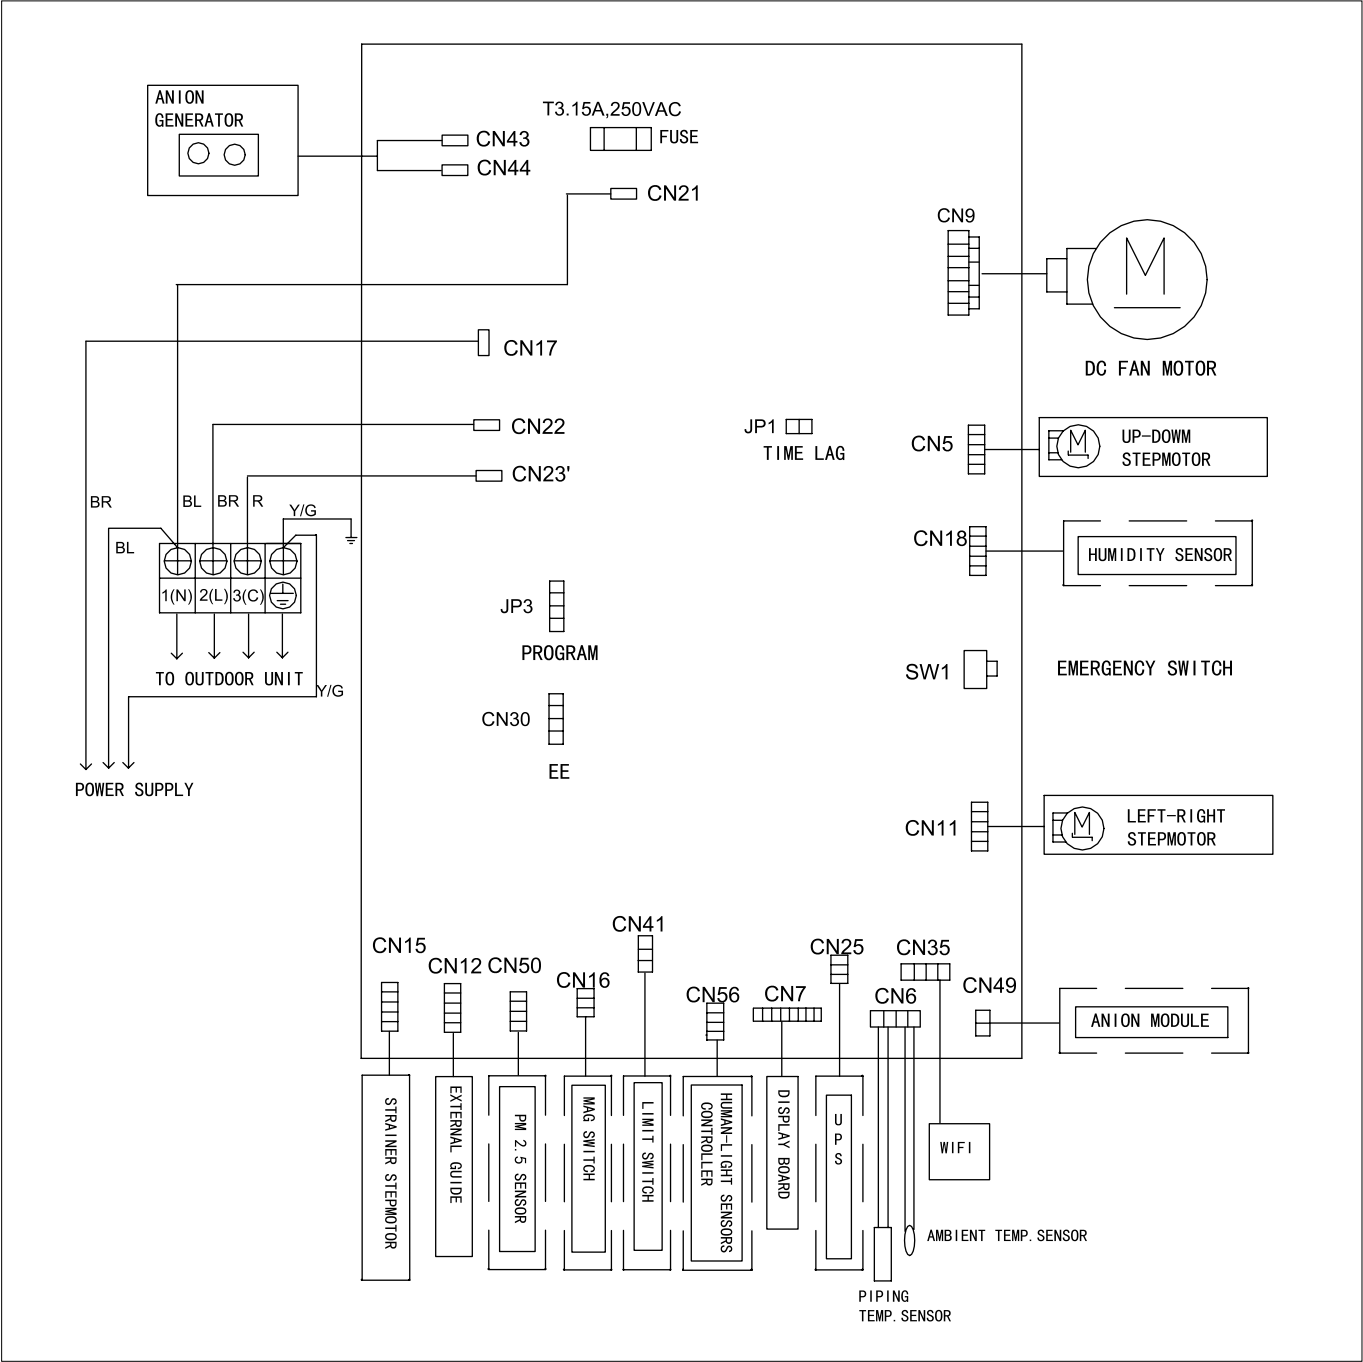 ANION
GENERATOR
T3.15A,250VAC
FUSE
CN43
CN44
CN21
CN9
DC FAN MOTOR
CN17
CN22
CN23'
JP1
TIME LAG
CN5
M
UP-DOWM
STEPMOTOR
CN18
HUMIDITY SENSOR
BR
BL
BR
R
Y/G
BL
1(N)
2(L)
3(C)
TO OUTDOOR UNIT
Y/G
POWER SUPPLY
JP3
PROGRAM
CN30
EE
SW1
EMERGENCY SWITCH
CN11
M
LEFT-RIGHT
STEPMOTOR
M
CN15
CN12
CN50
CN16
CN41
CN56
CN7
CN25
CN6
CN35
CN49
ANION MODULE
STRAINER STEPMOTOR
EXTERNAL GUIDE
PM 2.5 SENSOR
MAG SWITCH
LIMIT SWITCH
HUMAN-LIGHT SENSORS
CONTROLLER
DISPLAY BOARD
UPS
WIFI
AMBIENT TEMP.SENSOR
PIPING
TEMP.SENSOR